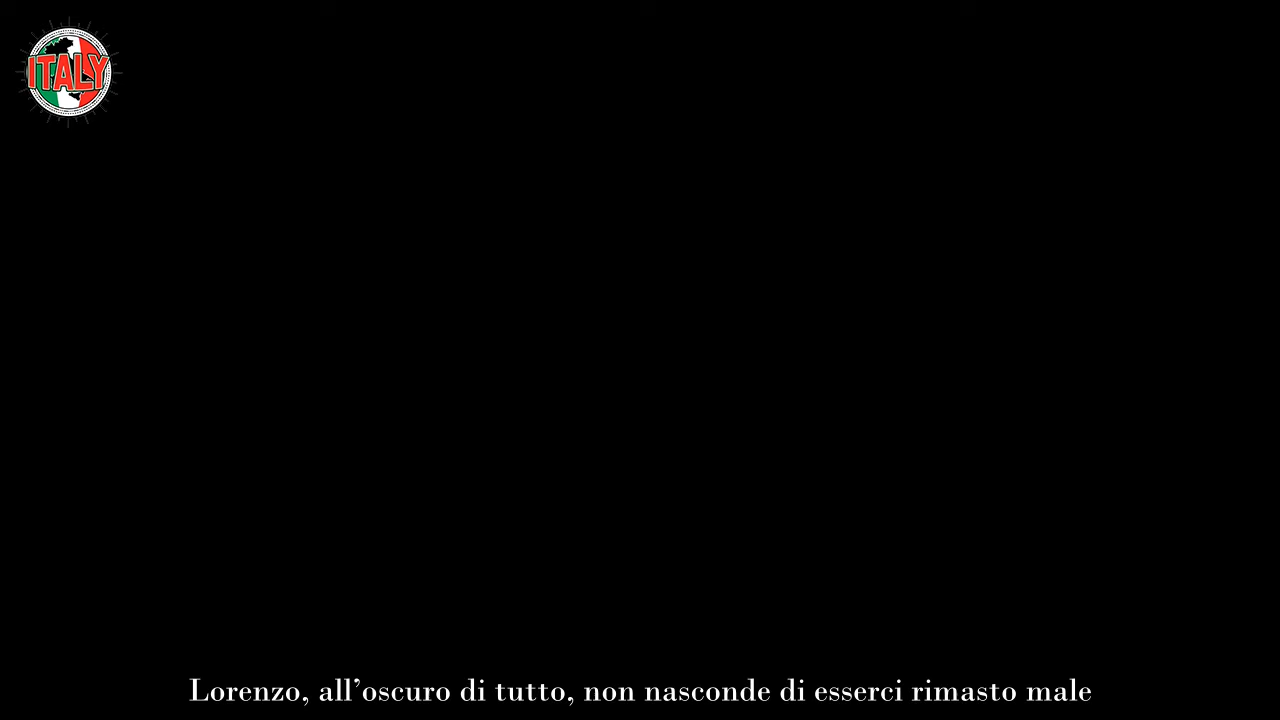 ITALY
Lorenzo, all’oscuro di tutto, non nasconde di esserci rimasto male